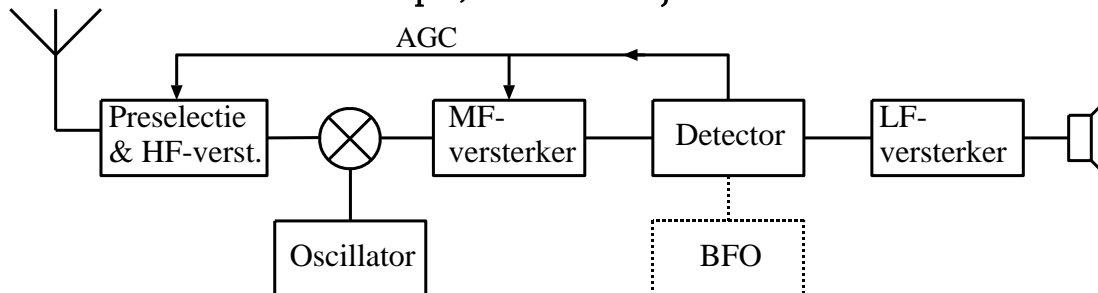 AGC
Preselectie
& HF-verst.
MF-
versterker
Detector
LF-
versterker
Oscillator
BFO